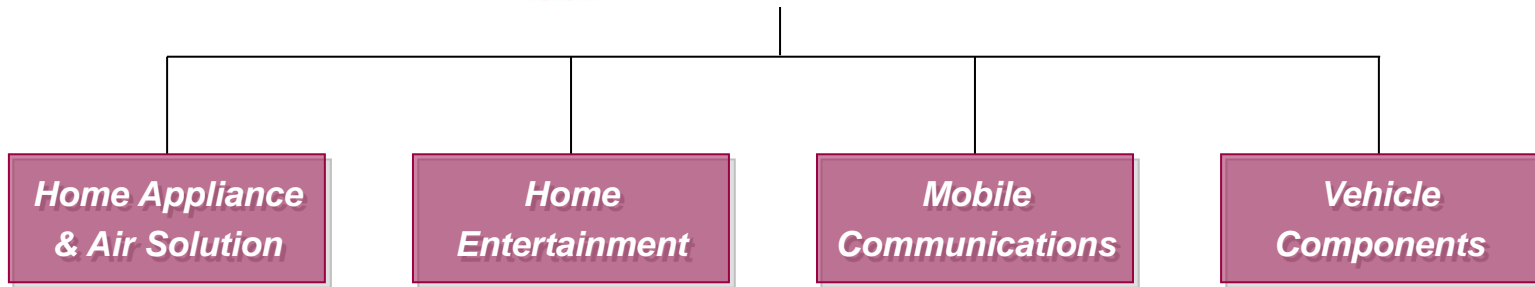 Home Appliance
& Air Solution
Home
Entertainment
Mobile
Communications
Vehicle
Components